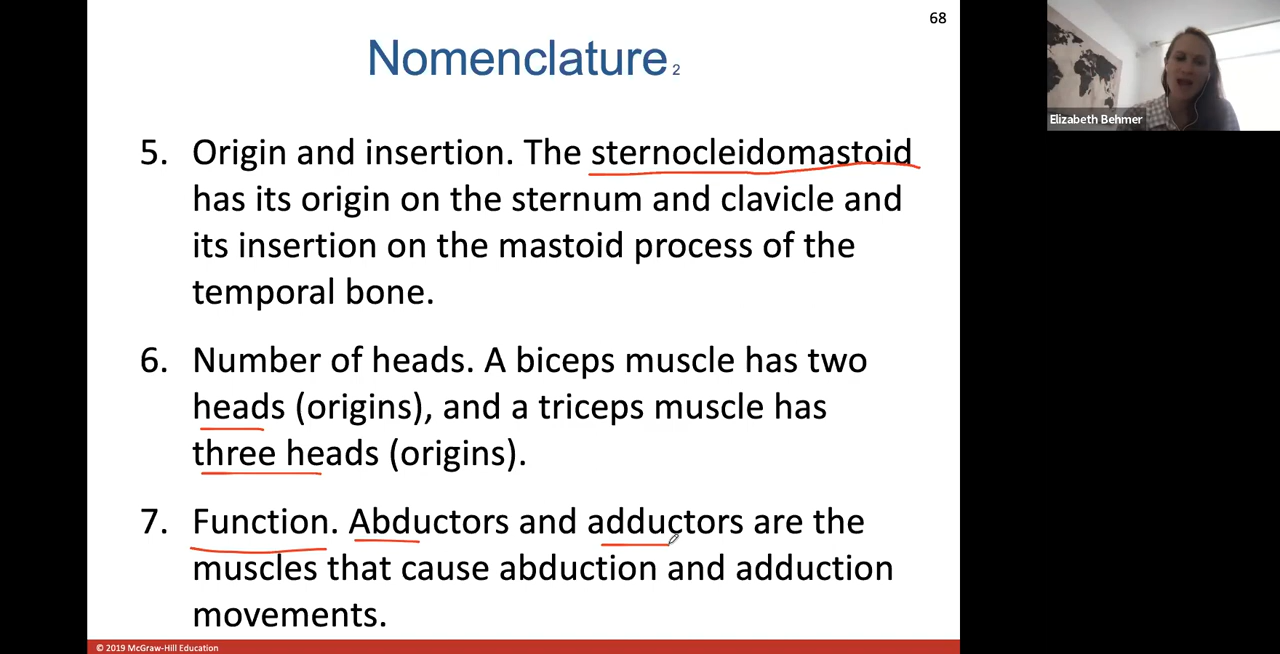 68
Nomenclature 2
Elizabeth Behmer
5. Origin and insertion. The sternocleidomastoid
has its origin on the sternum and clavicle and
its insertion on the mastoid process of the
temporal bone.
6. Number of heads. A biceps muscle has two
heads (origins), and a triceps muscle has
three heads (origins).
7. Function. Abductors and adductors are the
muscles that cause abduction and adduction
movements.
© 2019 McGraw-Hill Education